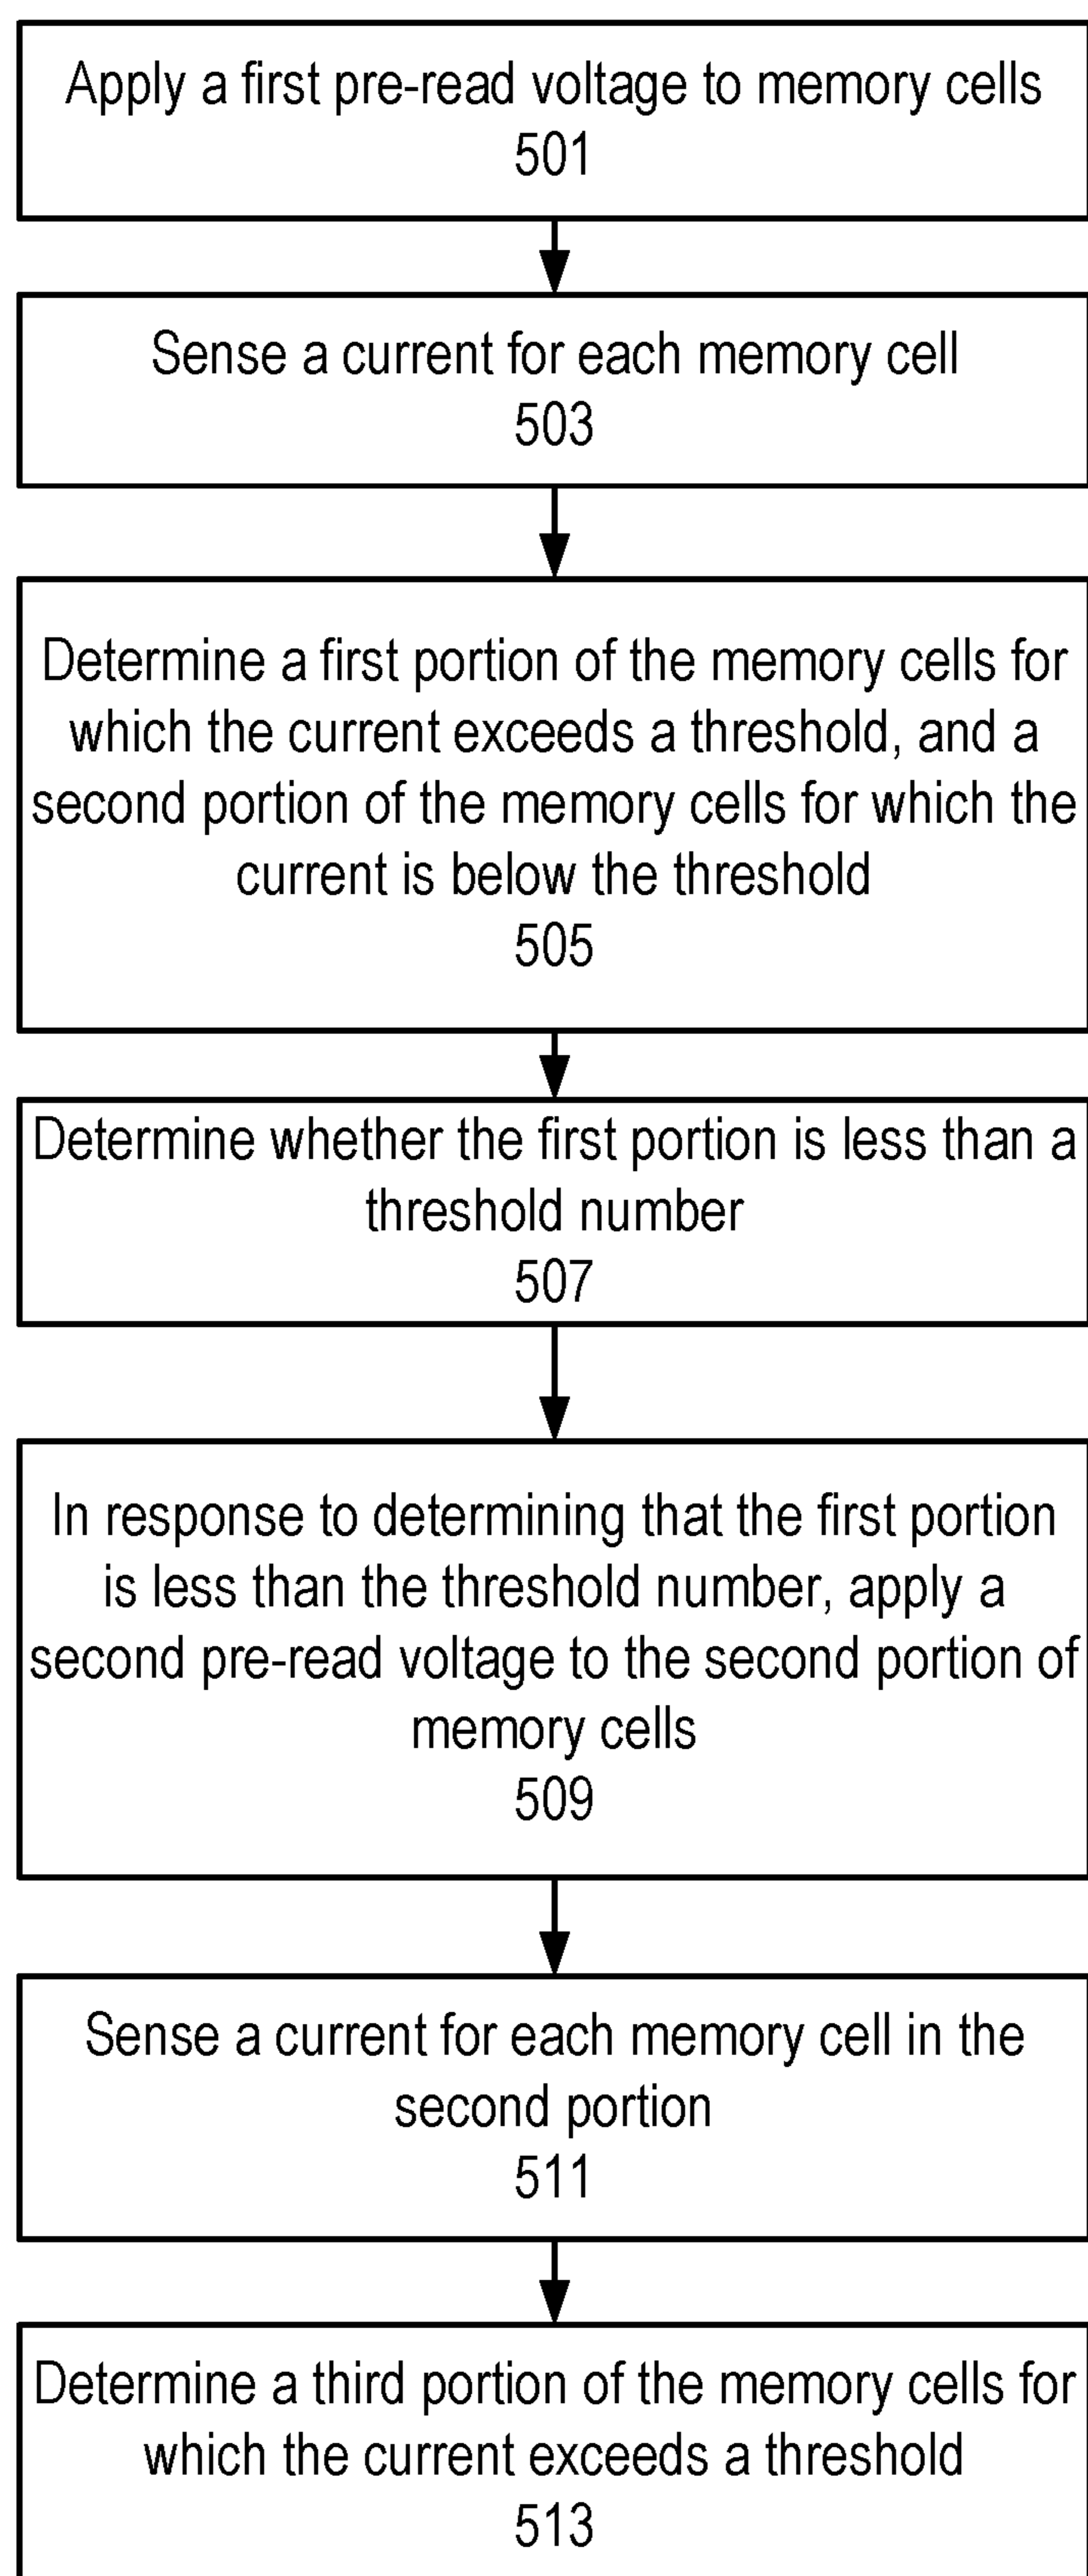 Apply a first pre-read voltage to memory cells
501
Sense a current for each memory cell
503
Determine a first portion of the memory cells for
which the current exceeds a threshold, and a
second portion of the memory cells for which the
current is below the threshold
505
Determine whether the first portion is less than a
threshold number
507
In response to determining that the first portion
is less than the threshold number, apply a
second pre-read voltage to the second portion of
memory cells
509
Sense a current for each memory cell in the
second portion
511
Determine a third portion of the memory cells for
which the current exceeds a threshold
513